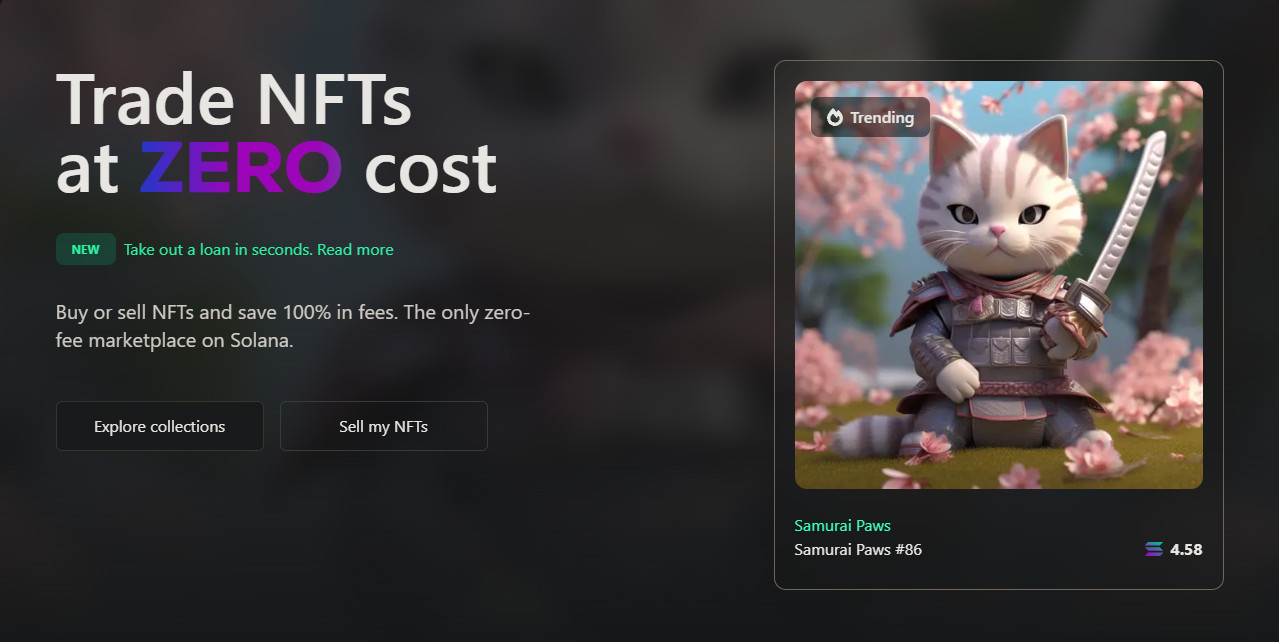 Trade NFTs
at ZERO cost
NEW Take out a loan in seconds. Read more
Buy or sell NFTs and save 100% in fees. The only zero-
fee marketplace on Solana.
Explore collections
Sell my NFTs
Trending
Samurai Paws
Samurai Paws #86
4.58